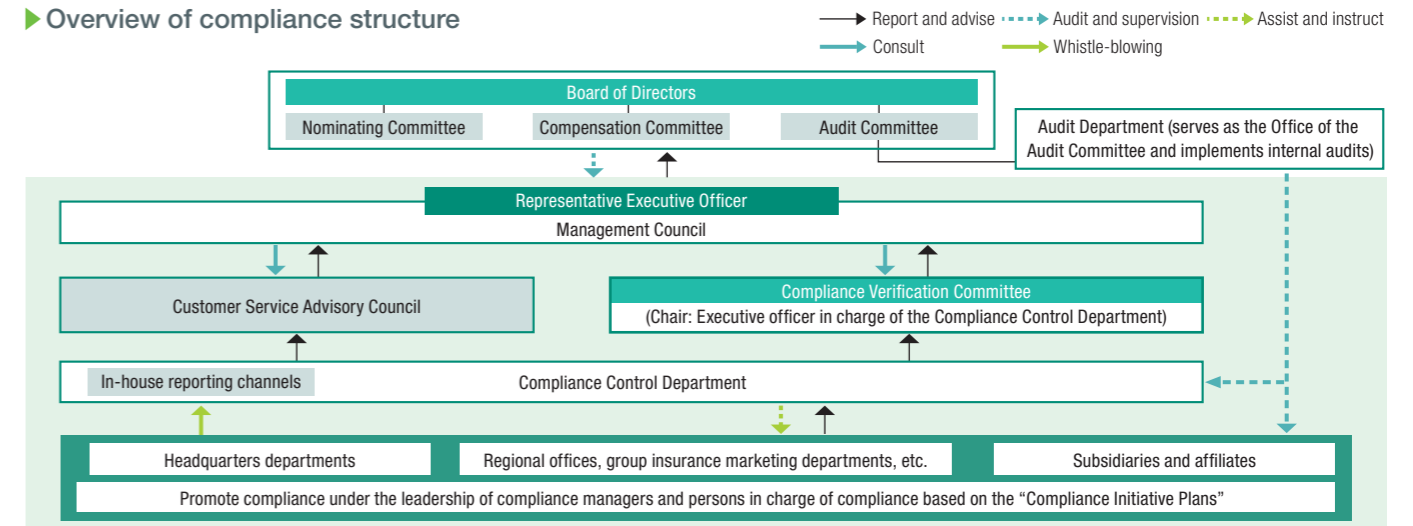 Overview of compliance structure
Report and advise
Audit and supervision
Assist and instruct
Consult
Whistle-blowing
Board of Directors
Nominating Committee
Compensation Committee
Audit Committee
Audit Department (serves as the Office of the
Audit Committee and implements internal audits)
Representative Executive Officer
Management Council
Customer Service Advisory Council
Compliance Verification Committee
(Chair: Executive officer in charge of the Compliance Control Department)
In-house reporting channels
Compliance Control Department
Headquarters departments
Regional offices, group insurance marketing departments, etc.
Subsidiaries and affiliates
Promote compliance under the leadership of compliance managers and persons in charge of compliance based on the “Compliance Initiative Plans”